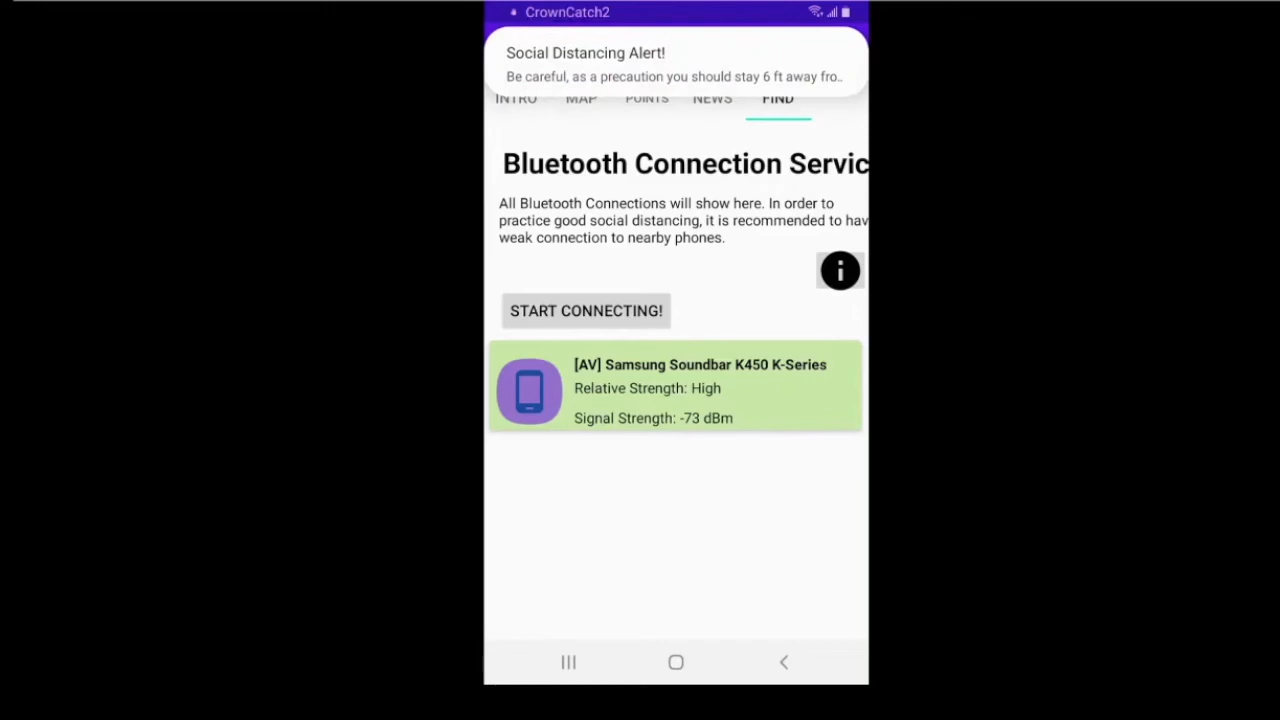 CrownCatch2
Social Distancing Alert!
Be careful, as a precaution you should stay 6 ft away fro..
INTRO MAP POINTS NEWS FIND
Bluetooth Connection Servic
All Bluetooth Connections will show here. In order to
practice good social distancing, it is recommended to hav
weak connection to nearby phones.
START CONNECTING!
[AV] Samsung Soundbar K450 K-Series
Relative Strength: High
Signal Strength: -73 dBm